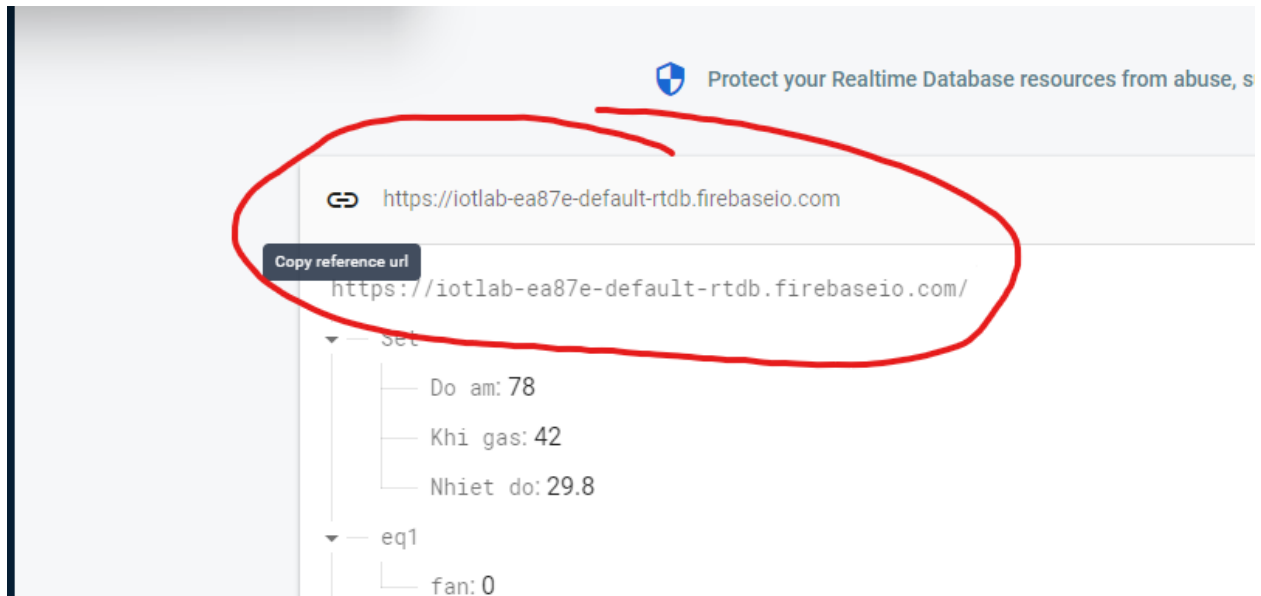 Protect your Realtime Database resources from abuse, s
https://iotlab-ea87e-default-rtdb.firebaseio.com
Copy reference url
https://iotlab-ea87e-default-rtdb.firebaseio.com/
Set
Do am: 78
Khi gas: 42
Nhiet do: 29.8
eq1
fan: 0